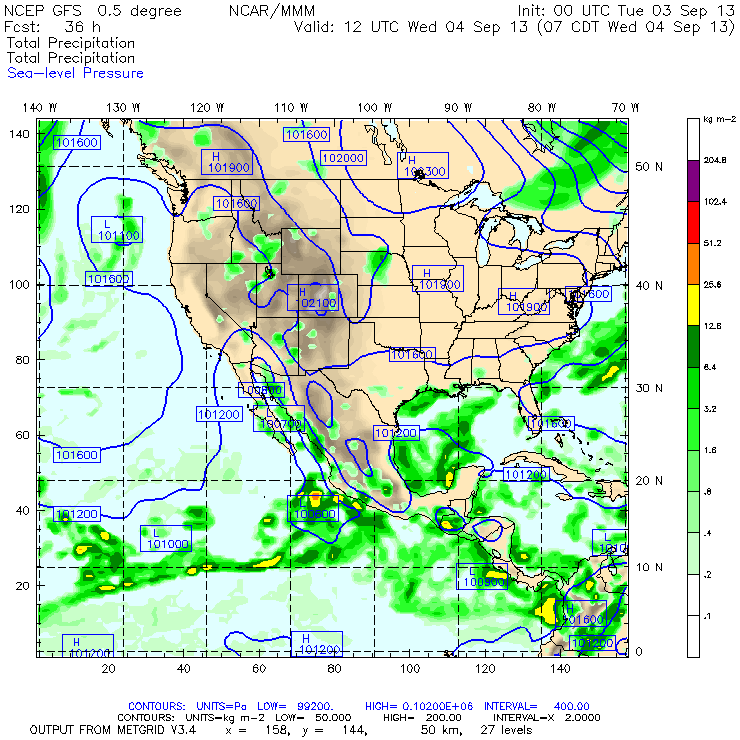 NCEP GFS 0.5 degree NCAR/MMM Init: 00 UTC Tue 03 Sep 13
Fcst: 36 h Valid: 12 UTC Wed 04 Sep 13 (07 CDT Wed 04 Sep 13)
Total Precipitation
Total Precipitation
Sea-level Pressure
140 W 130 W 120 W 110 W 100 W 90 W 80 W 70 W
kg m-2
140
101600 H 101900 101600 102000 H
50 N
204.8
120
L 101100 101600
102.4
40 N
51.2
100
101600 H 102100 H 101900 H 101900
25.6
12.8
80
101600
6.4
30 N
3.2
101200 101600
60
101200
1.6
101600
20 N
101200
.8
40
101200 L
L 101000
.4
L
10 N
.2
20
L
H 101600
.1
H 101200 H 101200 101200
0
20 40 60 80 100 120 140
CONTOURS: UNITS=Pa LOW= 99200. HIGH= 0.10200E+06 INTERVAL= 400.00
CONTOURS: UNITS=kg m-2 LOW= 50.000 HIGH= 200.00 INTERVAL=X 2.0000
OUTPUT FROM METGRID V3.4 x = 158, y = 144, 50 km, 27 levels